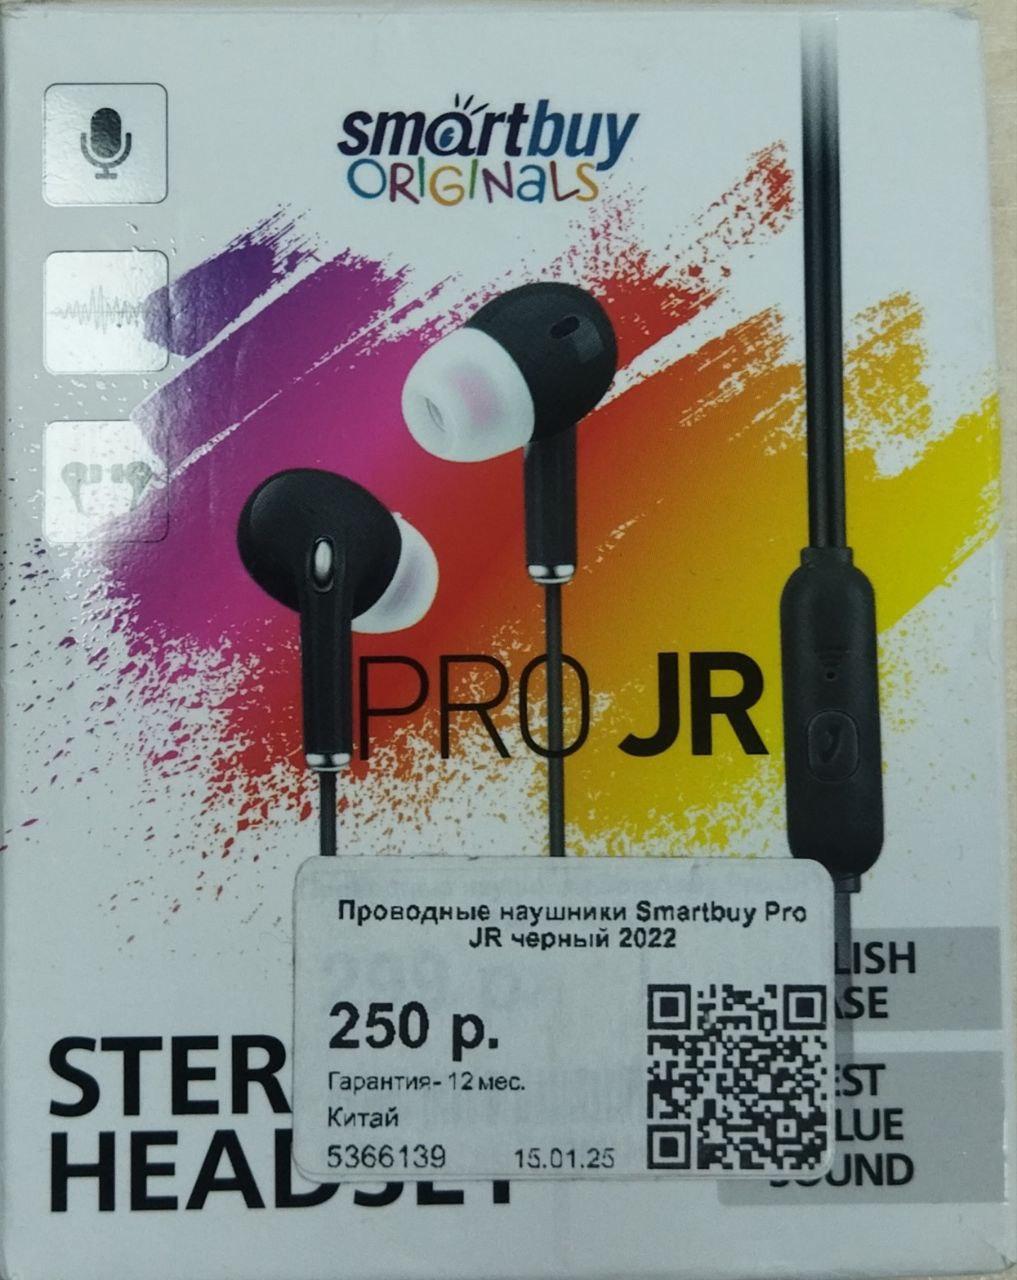 smartbuy
ORIGINALS
PRO JR
Проводные наушники Smartbuy Pro
JR черный 2022
250 р.
Гарантия- 12 мес.
Китай
5366139 15.01.25
STER
HEADSET
LISH
ASE
EST
LUE
SOUND